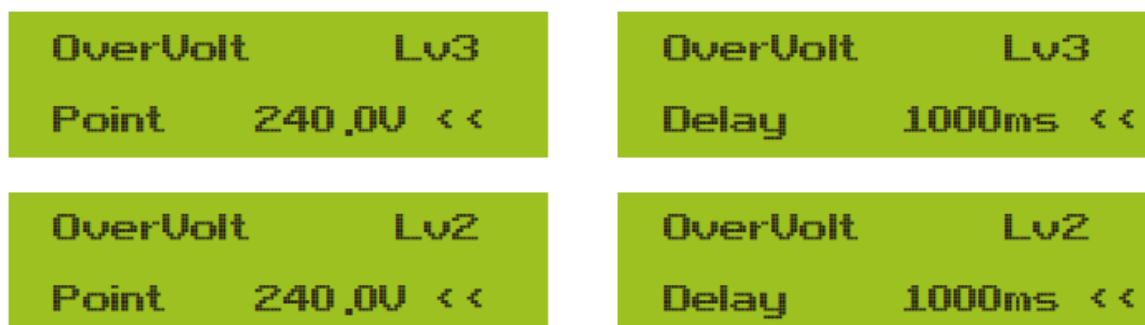 OverVolt Lv3
Point 240.0V <<
OverVolt Lv3
Delay 1000ms <<
OverVolt Lv2
Point 240.0V <<
OverVolt Lv2
Delay 1000ms <<